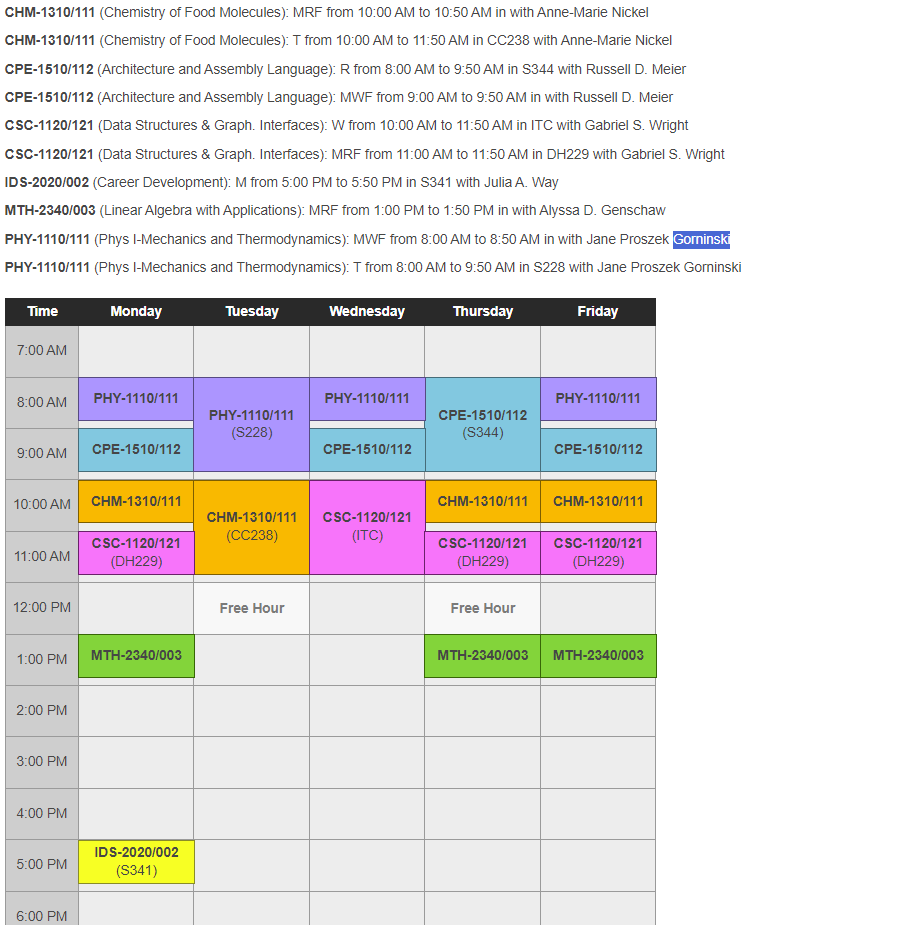 CHM-1310/111 (Chemistry of Food Molecules): MRF from 10:00 AM to 10:50 AM in with Anne-Marie Nickel
CHM-1310/111 (Chemistry of Food Molecules): T from 10:00 AM to 11:50 AM in CC238 with Anne-Marie Nickel
CPE-1510/112 (Architecture and Assembly Language): R from 8:00 AM to 9:50 AM in S344 with Russell D. Meier
CPE-1510/112 (Architecture and Assembly Language): MWF from 9:00 AM to 9:50 AM in with Russell D. Meier
CSC-1120/121 (Data Structures & Graph. Interfaces): W from 10:00 AM to 11:50 AM in ITC with Gabriel S. Wright
CSC-1120/121 (Data Structures & Graph. Interfaces): MRF from 11:00 AM to 11:50 AM in DH229 with Gabriel S. Wright
IDS-2020/002 (Career Development): M from 5:00 PM to 5:50 PM in S341 with Julia A. Way
MTH-2340/003 (Linear Algebra with Applications): MRF from 1:00 PM to 1:50 PM in with Alyssa D. Genschaw
PHY-1110/111 (Phys I-Mechanics and Thermodynamics): MWF from 8:00 AM to 8:50 AM in with Jane Proszek Gorninski
PHY-1110/111 (Phys I-Mechanics and Thermodynamics): T from 8:00 AM to 9:50 AM in S228 with Jane Proszek Gorninski
Time Monday Tuesday Wednesday Thursday Friday
7:00 AM
8:00 AM PHY-1110/111 PHY-1110/111 PHY-1110/111 CPE-1510/112 PHY-1110/111
(S228) (S344)
9:00 AM CPE-1510/112 CPE-1510/112 CPE-1510/112
10:00 AM CHM-1310/111 CHM-1310/111 CSC-1120/121 CHM-1310/111 CHM-1310/111
(CC238) (ITC)
11:00 AM CSC-1120/121 CSC-1120/121 CSC-1120/121
(DH229) (DH229) (DH229)
12:00 PM Free Hour Free Hour
1:00 PM MTH-2340/003 MTH-2340/003 MTH-2340/003
2:00 PM
3:00 PM
4:00 PM
5:00 PM IDS-2020/002
(S341)
6:00 PM